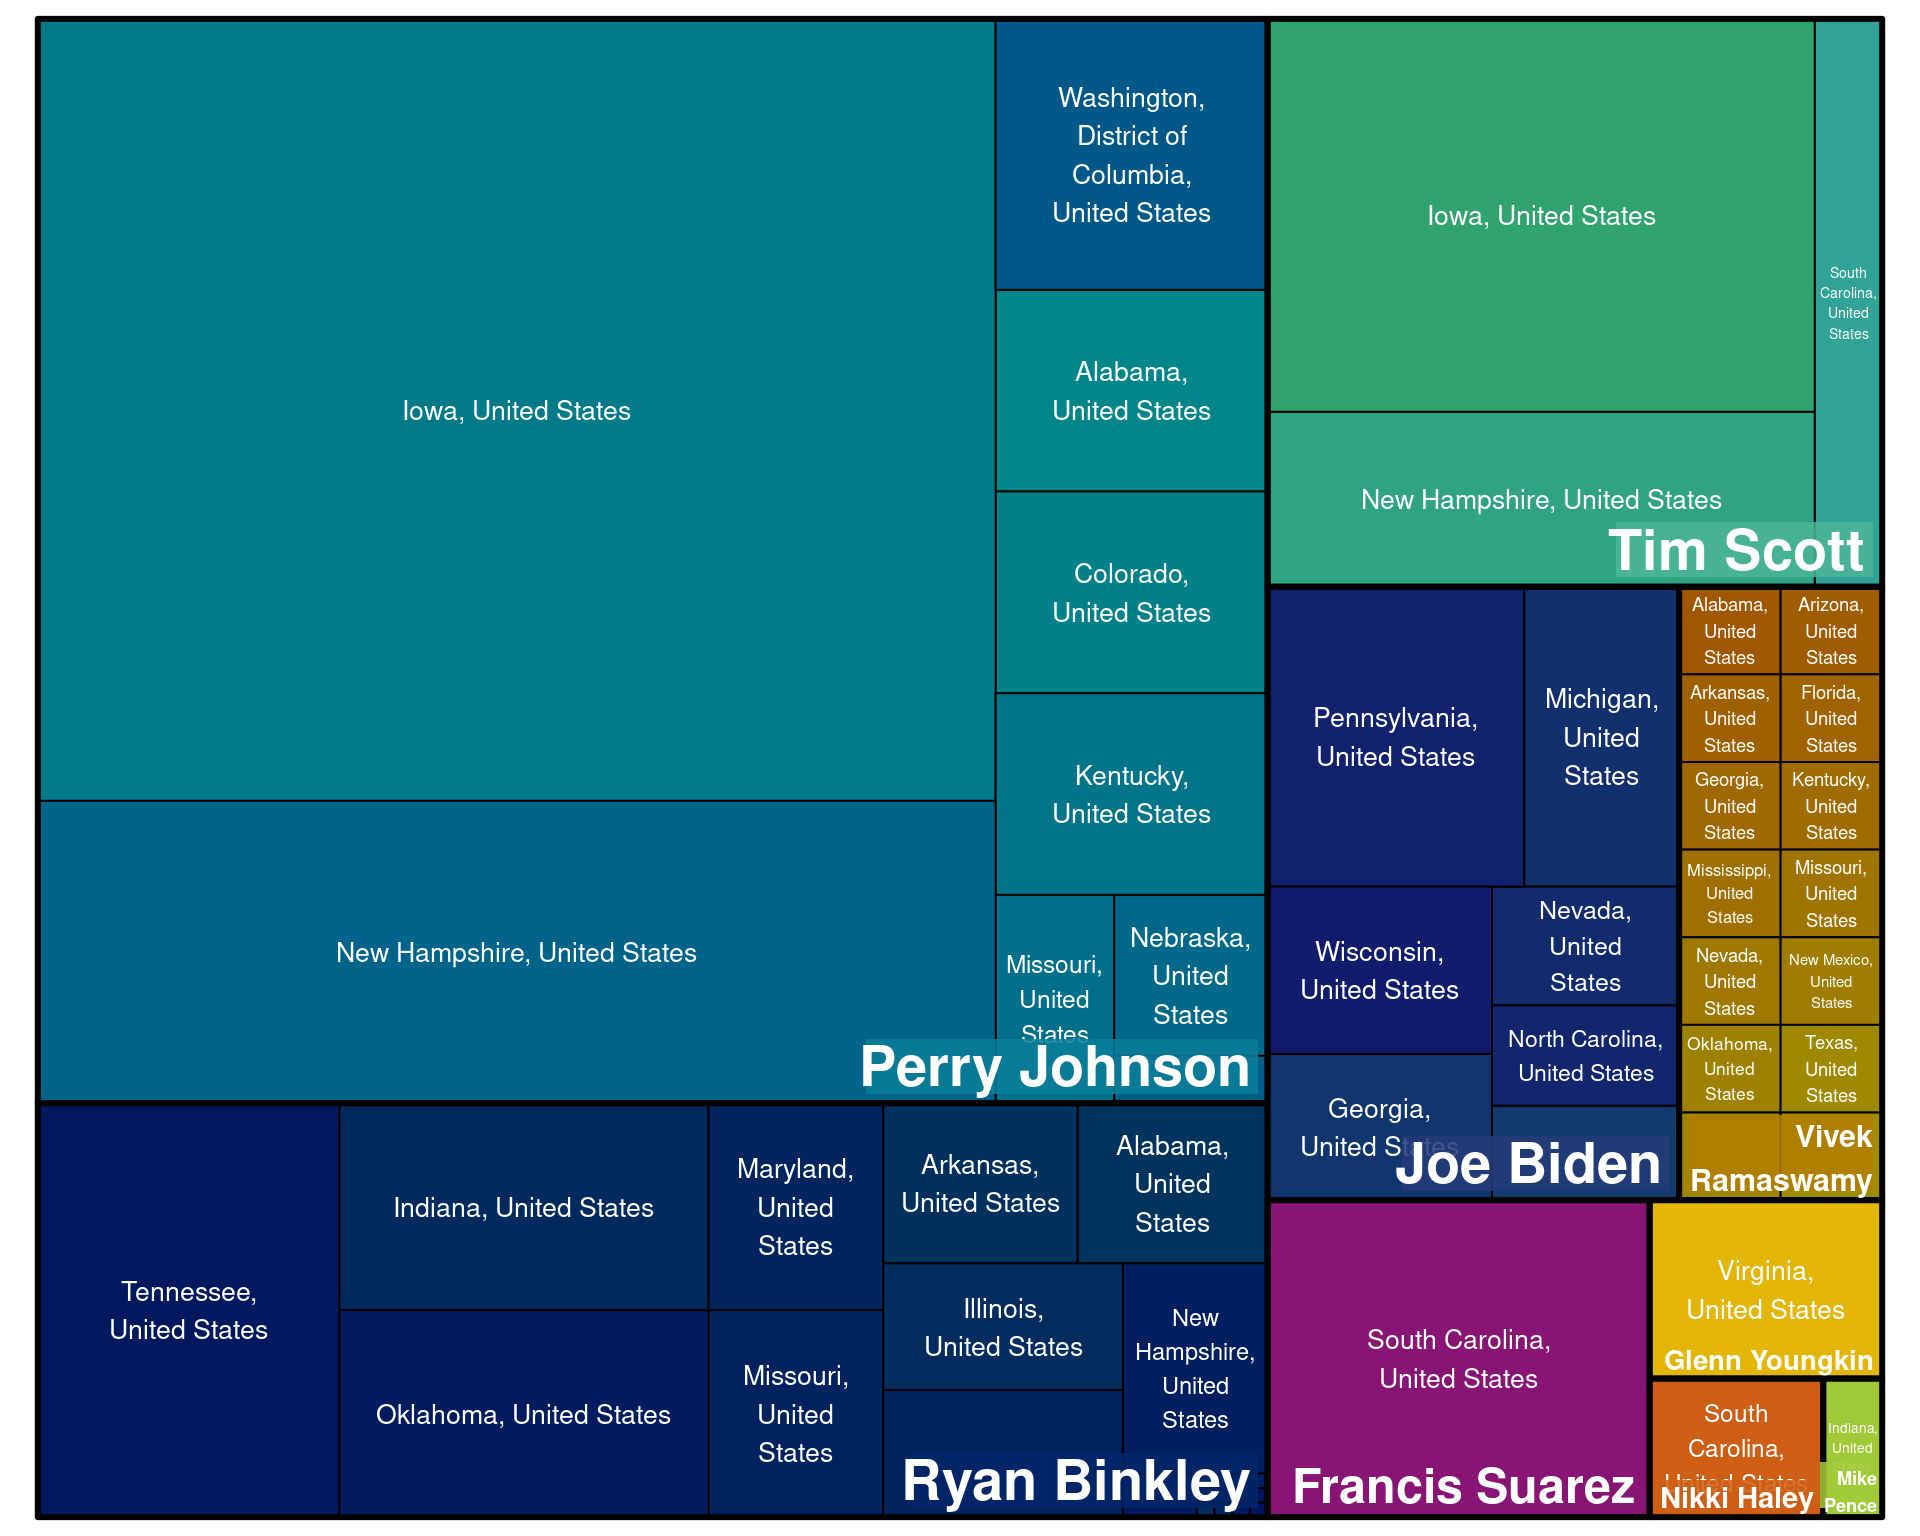 Iowa, United States
New Hampshire, United States
Washington,
District of
Columbia,
United States
Alabama,
United States
Colorado,
United States
Kentucky,
United States
Missouri,
United
States
Nebraska,
United
States
Perry Johnson
Iowa, United States
New Hampshire, United States
South
Carolina,
United
States
Tim Scott
Pennsylvania,
United States
Michigan,
United
States
Wisconsin,
United States
Nevada,
United
States
North Carolina,
United States
Georgia,
United States
Joe Biden
Alabama,
United
States
Arizona,
United
States
Arkansas,
United
States
Florida,
United
States
Georgia,
United
States
Kentucky,
United
States
Mississippi,
United
States
Missouri,
United
States
Nevada,
United
States
New Mexico,
United
States
Oklahoma,
United
States
Texas,
United
States
Vivek
Ramaswamy
Tennessee,
United States
Indiana, United States
Oklahoma, United States
Maryland,
United
States
Missouri,
United
States
Arkansas,
United States
Alabama,
United
States
Illinois,
United States
New
Hampshire,
United
States
Ryan Binkley
South Carolina,
United States
Francis Suarez
Virginia,
United States
Glenn Youngkin
South
Carolina,
United States
Nikki Haley
Indiana,
United
Mike
Pence